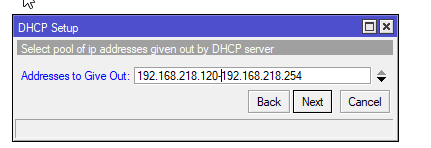 DHCP Setup
Select pool of ip addresses given out by DHCP server
Addresses to Give Out: 192.168.218.120-192.168.218.254
Back Next Cancel